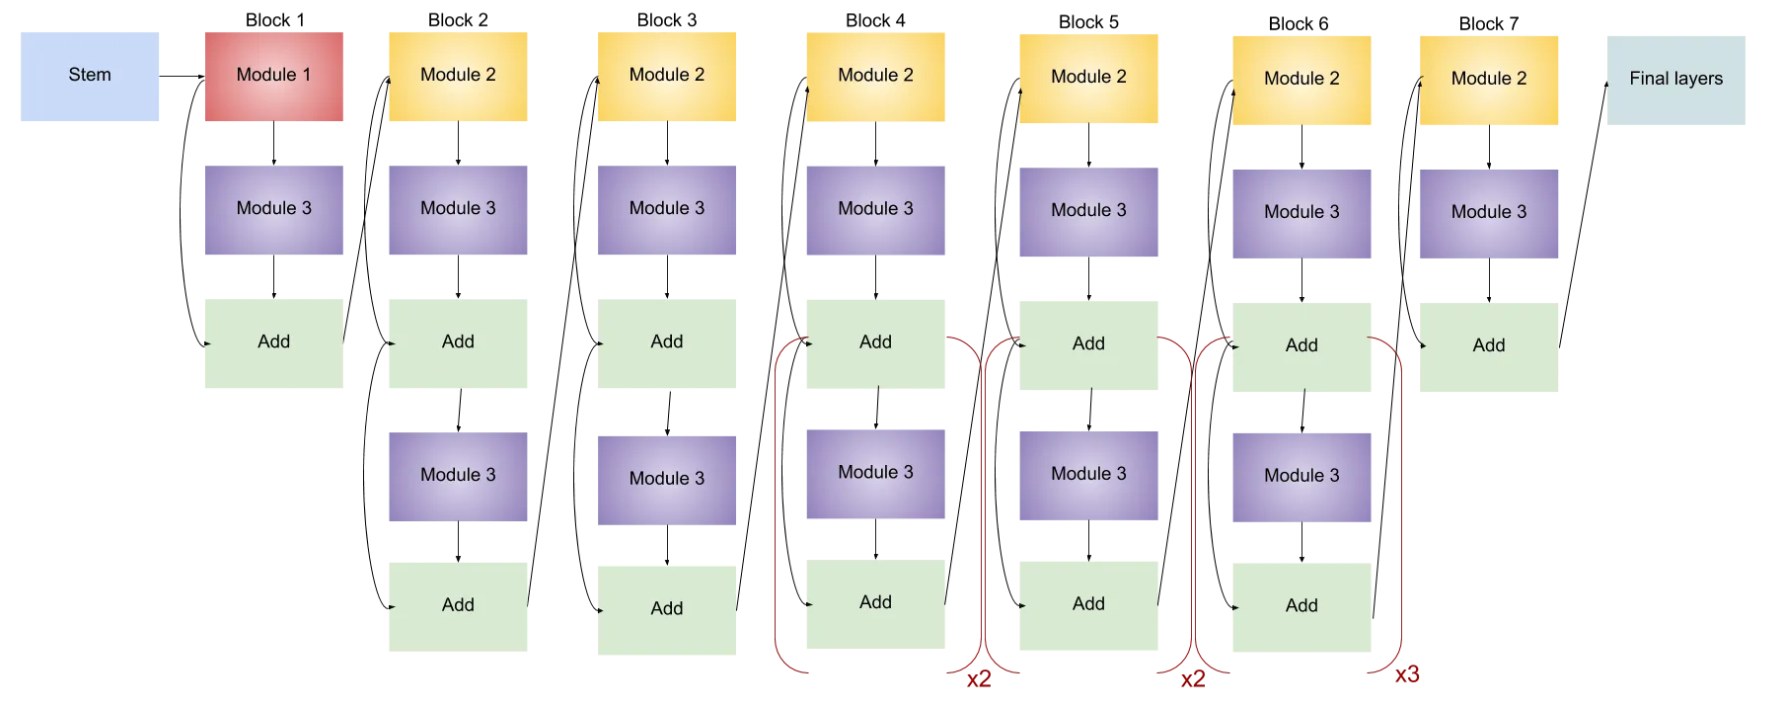 Block 1
Block 2
Block 3
Block 4
Block 5
Block 6
Block 7
Stem
Module 1
Module 2
Module 2
Module 2
Module 2
Module 2
Module 2
Final layers
Module 3
Module 3
Module 3
Module 3
Module 3
Module 3
Module 3
Add
Add
Add
Add
Add
Add
Add
Module 3
Module 3
Module 3
Module 3
Module 3
Add
Add
Add
Add
Add
x2
x2
x3